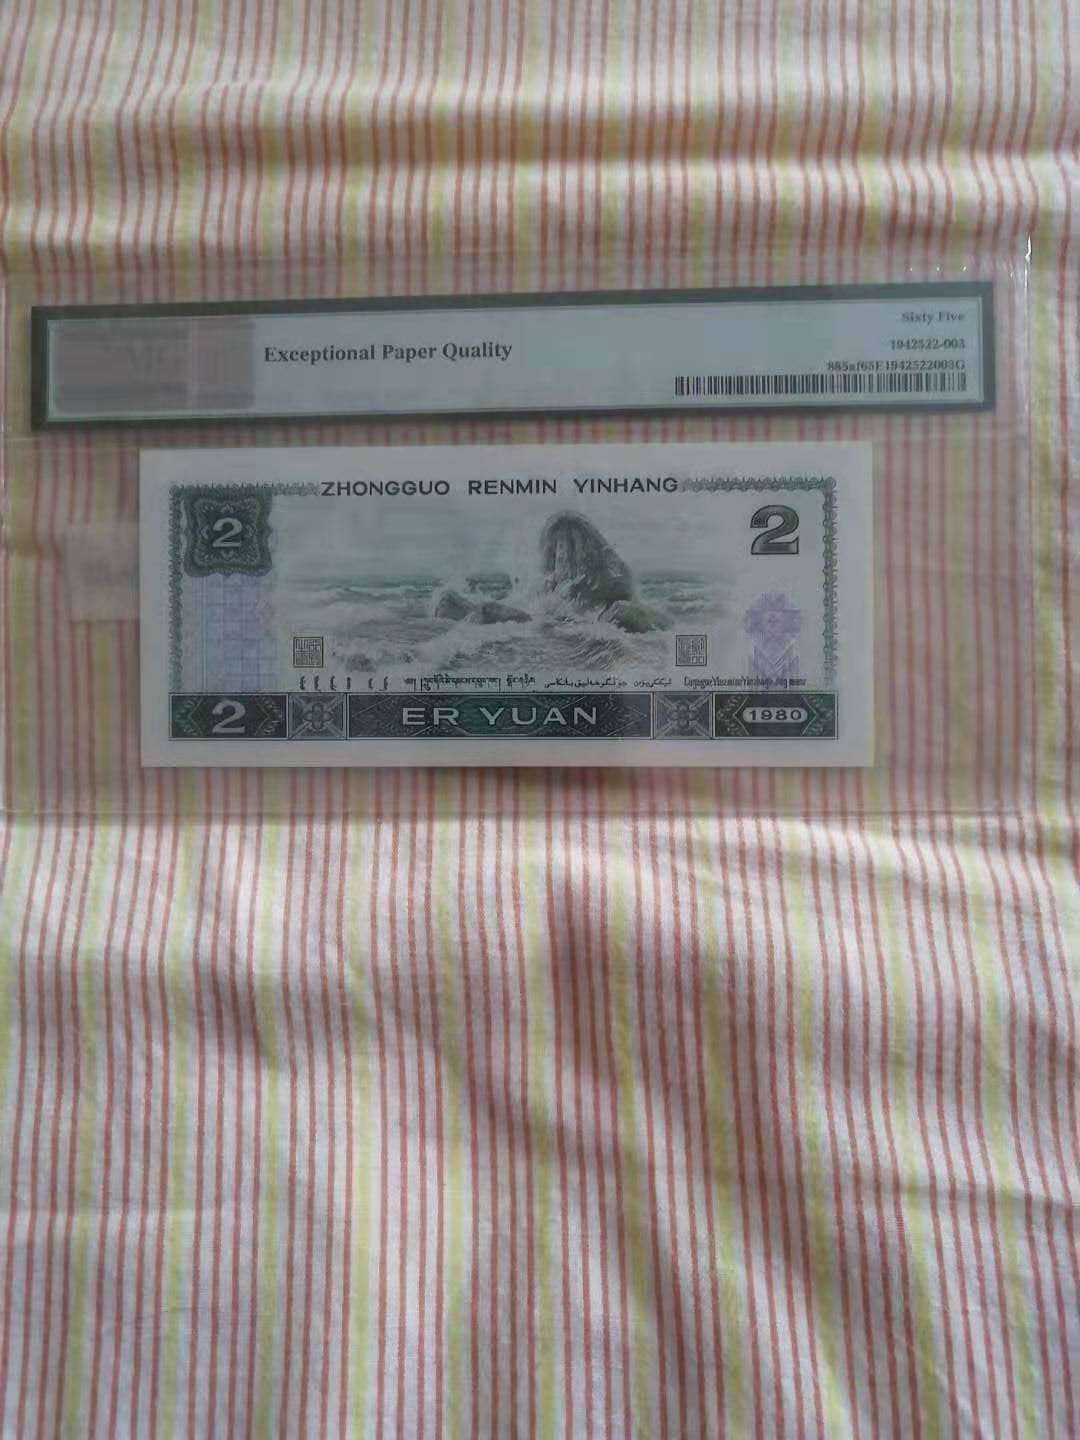 Sixty Five
1942522-003
Exceptional Paper Quality
885af65E1942522003G
ZHONGGUO RENMIN YINHANG
2
2
2
ER YUAN
1980